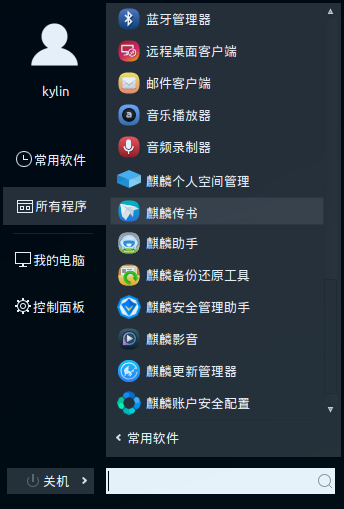 kylin
常用软件
所有程序
我的电脑
控制面板
关机
蓝牙管理器
远程桌面客户端
邮件客户端
音乐播放器
音频录制器
麒麟个人空间管理
麒麟传书
麒麟助手
麒麟备份还原工具
麒麟安全管理助手
麒麟影音
麒麟更新管理器
麒麟账户安全配置
常用软件